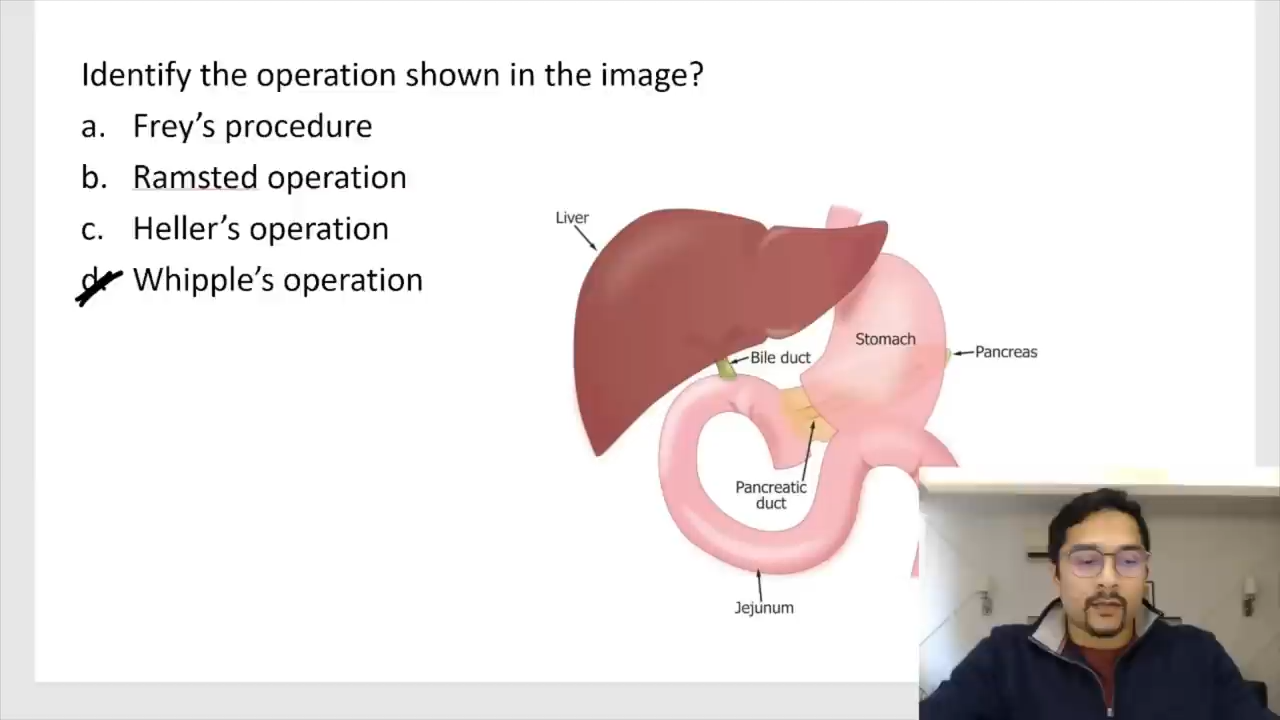 Identify the operation shown in the image?
a. Frey’s procedure
b. Ramsted operation
c. Heller’s operation
d. Whipple’s operation
Liver
Bile duct
Stomach
Pancreas
Pancreatic
duct
Jejunum